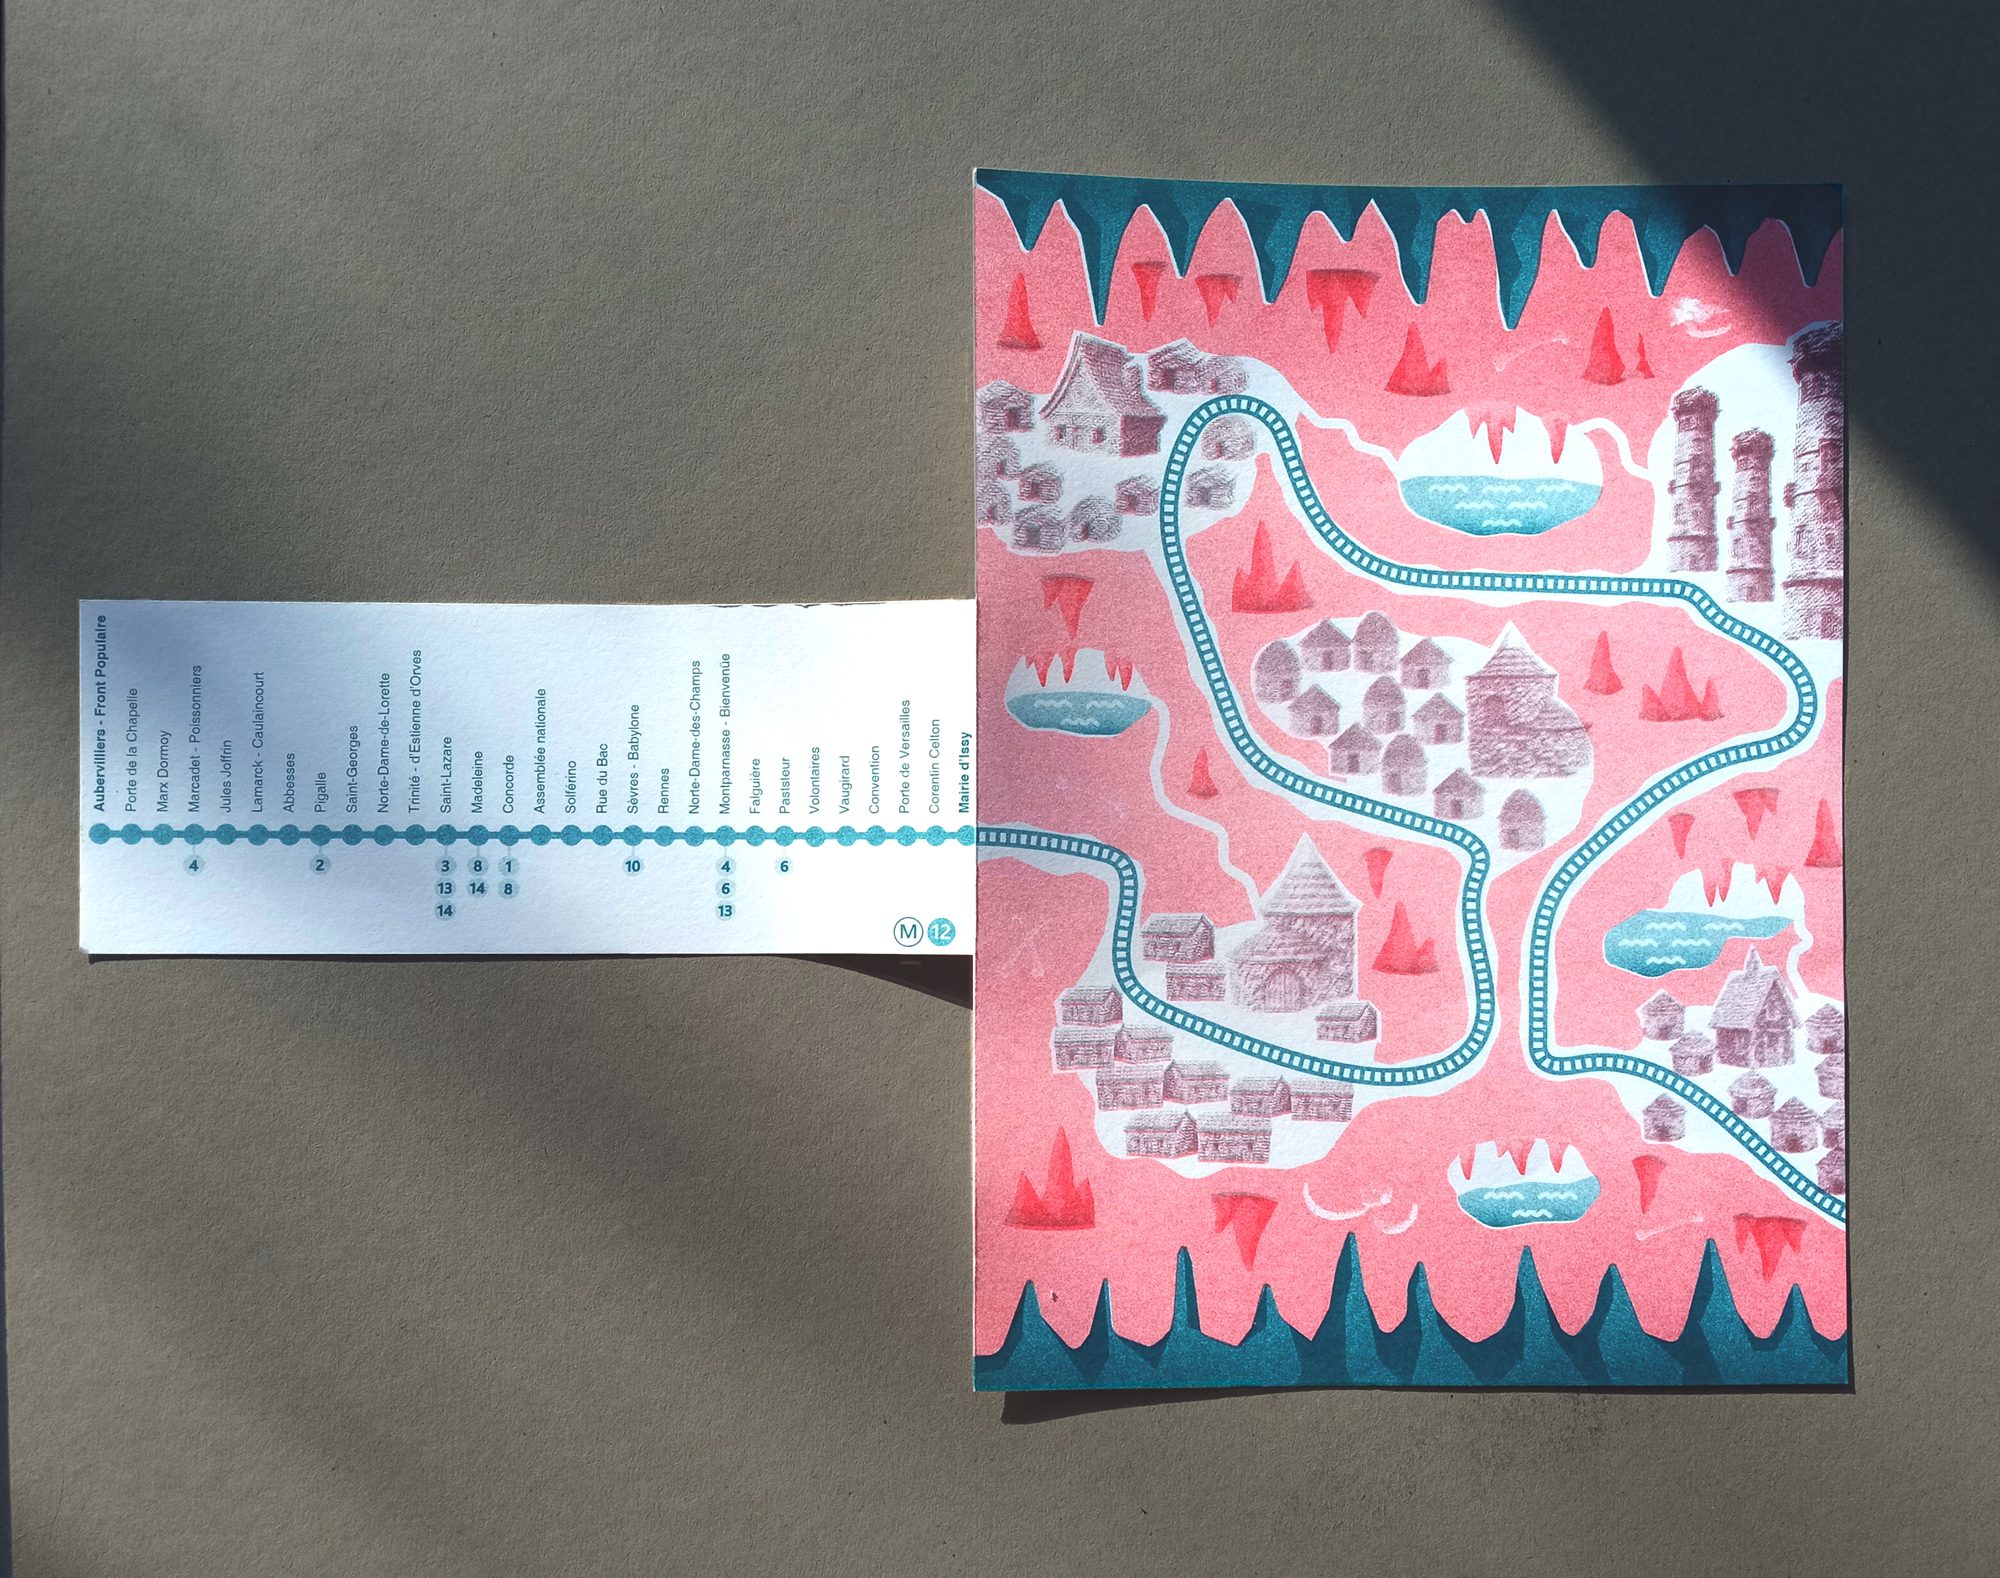 Aubervilliers - Front Populaire
Porte de la Chapelle
Marx Dormoy
Marcadet - Poissonniers
Jules Joffrin
Lamarck - Caulaincourt
Abbesses
Pigalle
Saint-Georges
Norte-Dame-de-Lorette
Trinité - d'Estienne d'Orves
Saint-Lazare
Madeleine
Concorde
Assemblée nationale
Solférino
Rue du Bac
Sèvres - Babylone
Rennes
Norte-Dame-des-Champs
Montparnasse - Bienvenüe
Falguière
Paststeur
Volontaires
Vaugirard
Convention
Porte de Versailles
Corentin Celton
Mairie d'Issy
4
2
3
13
14
8
14
1
8
10
4
6
13
6
M 12